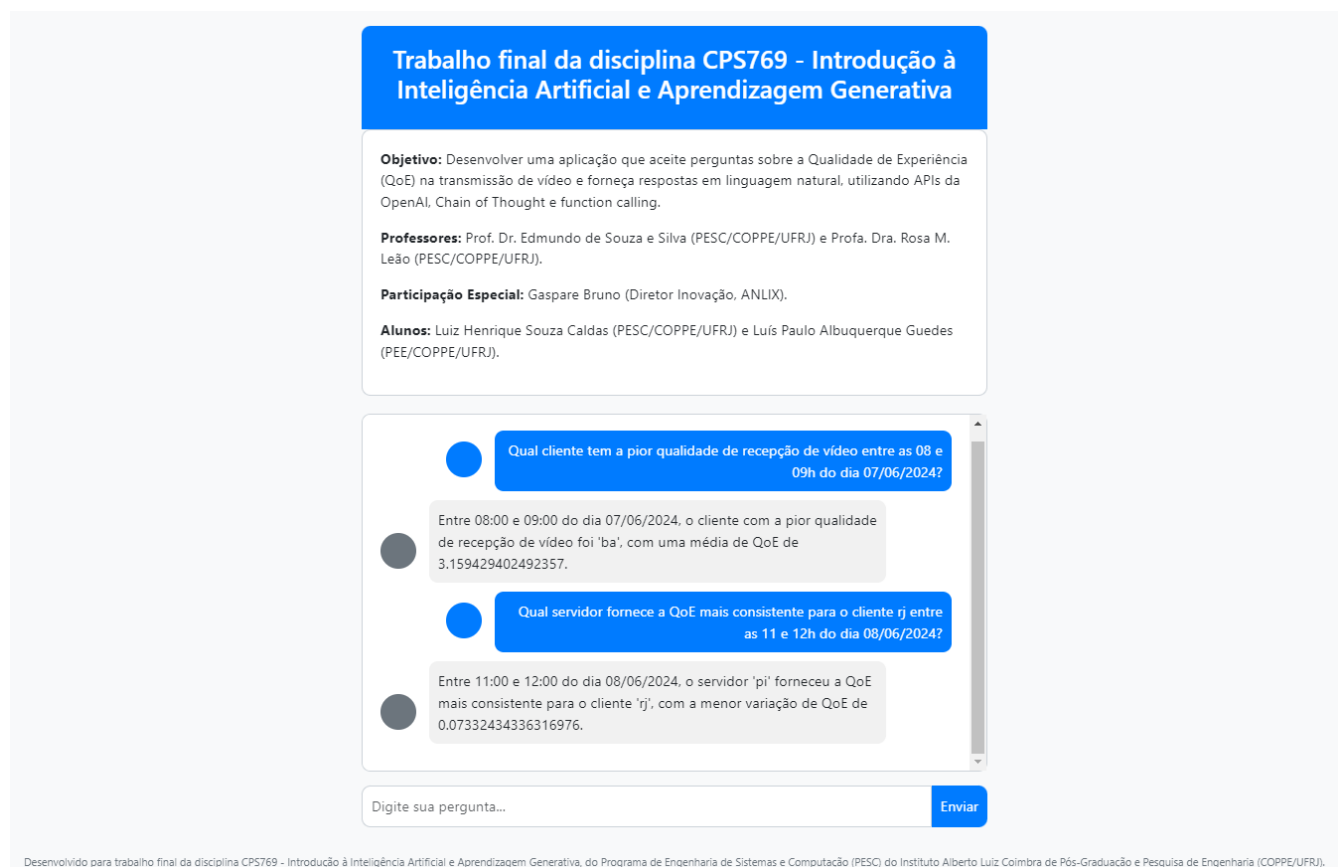 Trabalho final da disciplina CPS769 - Introdução à
Inteligência Artificial e Aprendizagem Generativa
Objetivo: Desenvolver uma aplicação que aceite perguntas sobre a Qualidade de Experiência
(QoE) na transmissão de vídeo e forneça respostas em linguagem natural, utilizando APIs da
OpenAI, Chain of Thought e function calling.
Professores: Prof. Dr. Edmundo de Souza e Silva (PESC/COPPE/UFRJ) e Profa. Dra. Rosa M.
Leão (PESC/COPPE/UFRJ).
Participação Especial: Gaspare Bruno (Diretor Inovação, ANLIX).
Alunos: Luiz Henrique Souza Caldas (PESC/COPPE/UFRJ) e Luís Paulo Albuquerque Guedes
(PEE/COPPE/UFRJ).
Qual cliente tem a pior qualidade de recepção de vídeo entre as 08 e
09h do dia 07/06/2024?
Entre 08:00 e 09:00 do dia 07/06/2024, o cliente com a pior qualidade
de recepção de vídeo foi 'ba', com uma média de QoE de
3.159429402492357.
Qual servidor fornece a QoE mais consistente para o cliente rj entre
as 11 e 12h do dia 08/06/2024?
Entre 11:00 e 12:00 do dia 08/06/2024, o servidor 'pi' forneceu a QoE
mais consistente para o cliente 'rj', com a menor variação de QoE de
0.07332434336316976.
Digite sua pergunta...
Enviar
Desenvolvido para trabalho final da disciplina CPS769 - Introdução à Inteligência Artificial e Aprendizagem Generativa, do Programa de Engenharia de Sistemas e Computação (PESC) do Instituto Alberto Luiz Coimbra de Pós-Graduação e Pesquisa de Engenharia (COPPE/UFRJ).